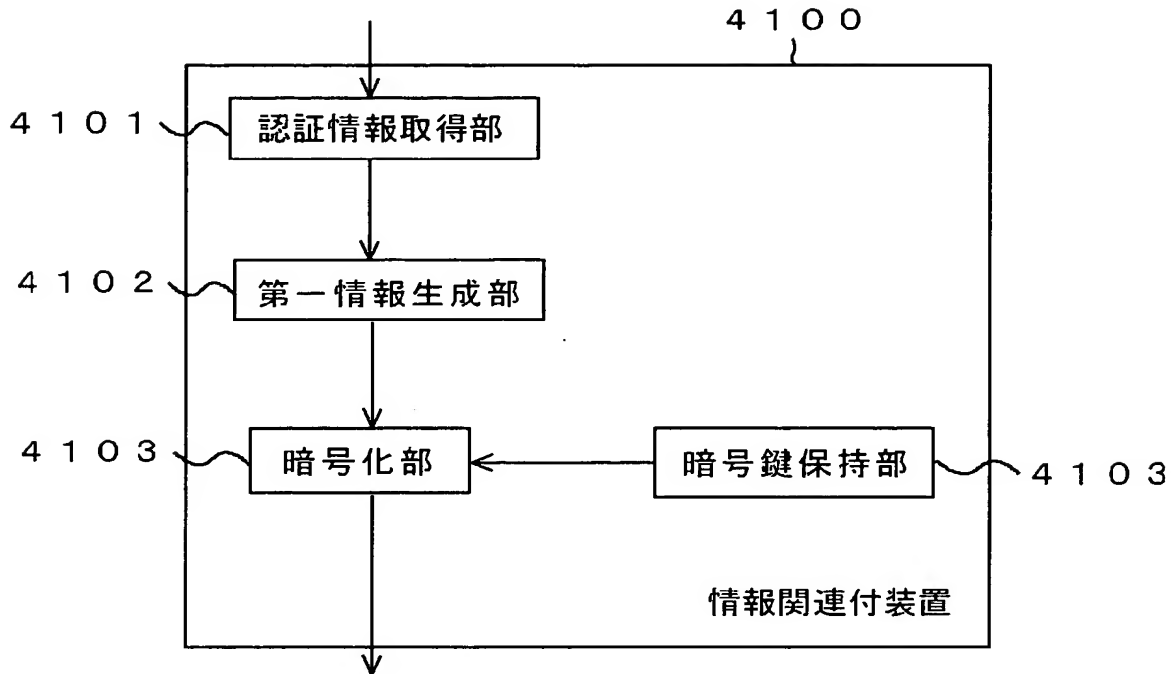 ４１００
４１０１
認証情報取得部
４１０２
第一情報生成部
４１０３
暗号化部
暗号鍵保持部
４１０３
情報関連付装置